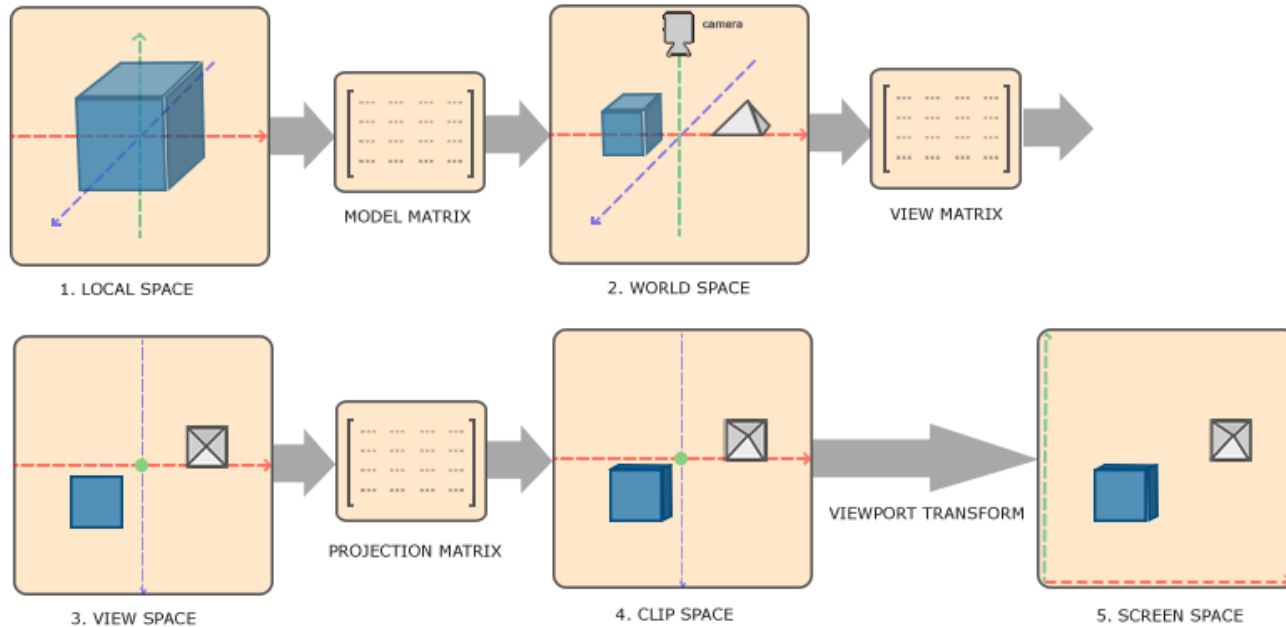 camera
MODEL MATRIX
VIEW MATRIX
1. LOCAL SPACE
2. WORLD SPACE
VIEWPORT TRANSFORM
PROJECTION MATRIX
3. VIEW SPACE
4. CLIP SPACE
5. SCREEN SPACE